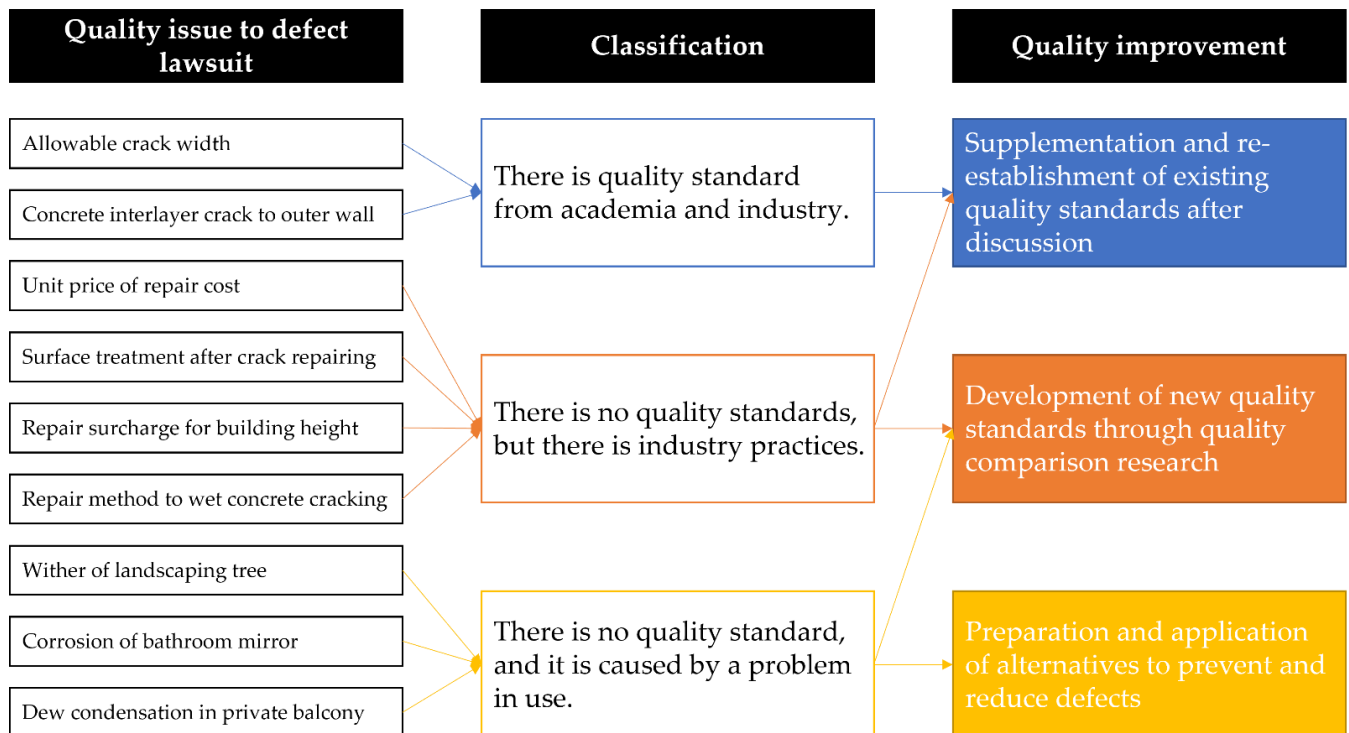 Quality issue to defect
lawsuit
Classification
Quality improvement
Allowable crack width
Concrete interlayer crack to outer wall
Unit price of repair cost
Surface treatment after crack repairing
Repair surcharge for building height
Repair method to wet concrete cracking
Wither of landscaping tree
Corrosion of bathroom mirror
Dew condensation in private balcony
There is quality standard
from academia and industry.
There is no quality standards,
but there is industry practices.
There is no quality standard,
and it is caused by a problem
in use.
Supplementation and re-
establishment of existing
quality standards after
discussion
Development of new quality
standards through quality
comparison research
Preparation and application
of alternatives to prevent and
reduce defects